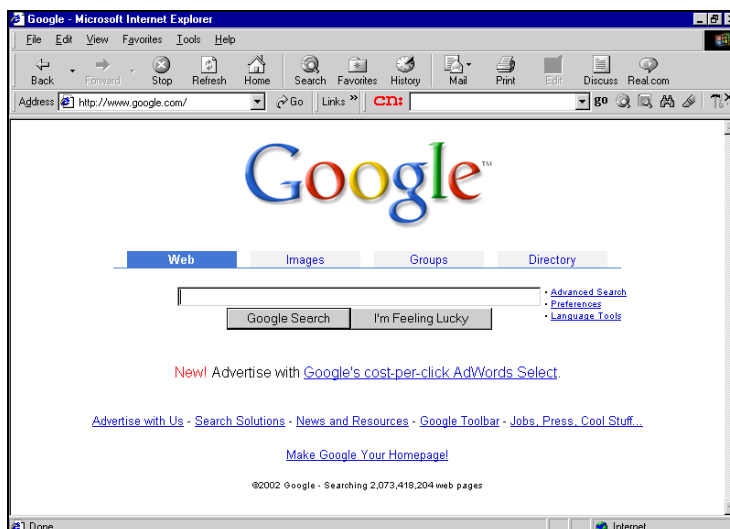 Google - Microsoft Internet Explorer
File Edit View Favorites Tools Help
Back Forward Stop Refresh Home Search Favorites History Mail Print Edit Discuss Real.com
Address http://www.google.com/ Go Links » cn: go
Google™
Web Images Groups Directory
• Advanced Search
• Preferences
• Language Tools
Google Search I'm Feeling Lucky
New! Advertise with Google's cost-per-click AdWords Select.
Advertise with Us - Search Solutions - News and Resources - Google Toolbar - Jobs, Press, Cool Stuff...
Make Google Your Homepage!
©2002 Google - Searching 2,073,418,204 web pages
Done Internet